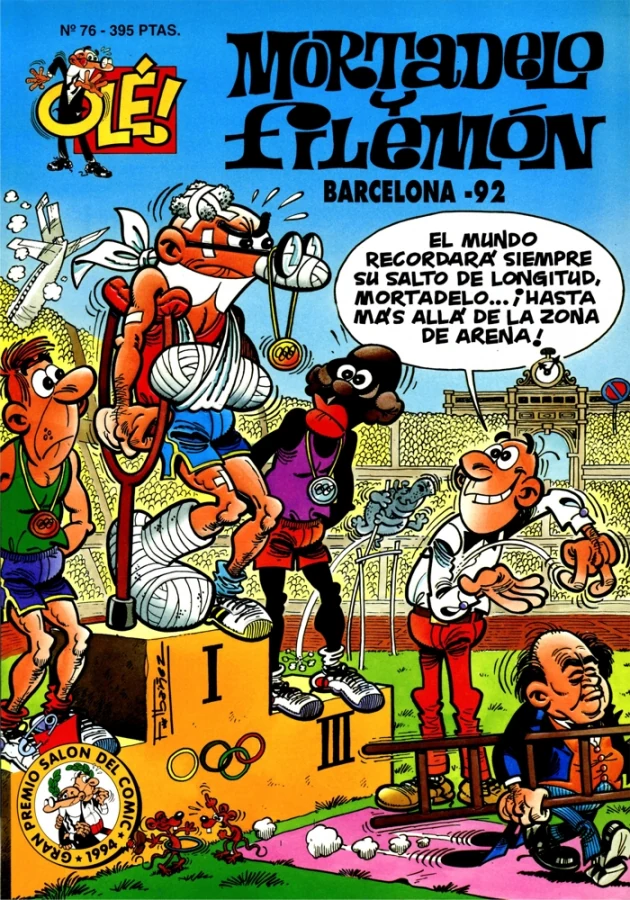 Nº 76 - 395 PTAS.
OLÉ!
MORTADELO
Y
FILEMÓN
BARCELONA -92
EL MUNDO
RECORDARÁ SIEMPRE
SU SALTO DE LONGITUD,
MORTADELO... ¡HASTA
MÁS ALLÁ DE LA ZONA
DE ARENA!
I
III
GRAN PREMIO SALON DEL COMIC * 1994 *